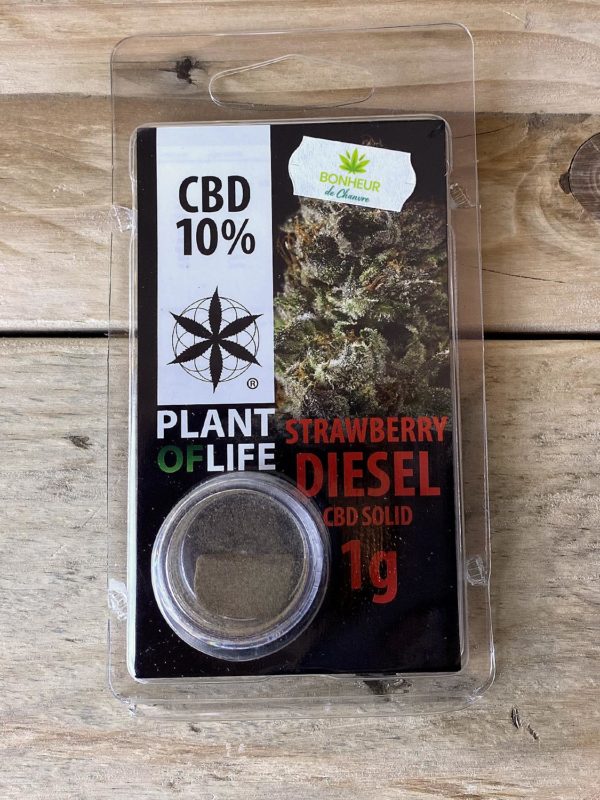 BONHEUR
de Chanvre
CBD
10%
®
PLANT
OF LIFE
STRAWBERRY
DIESEL
CBD SOLID
1g